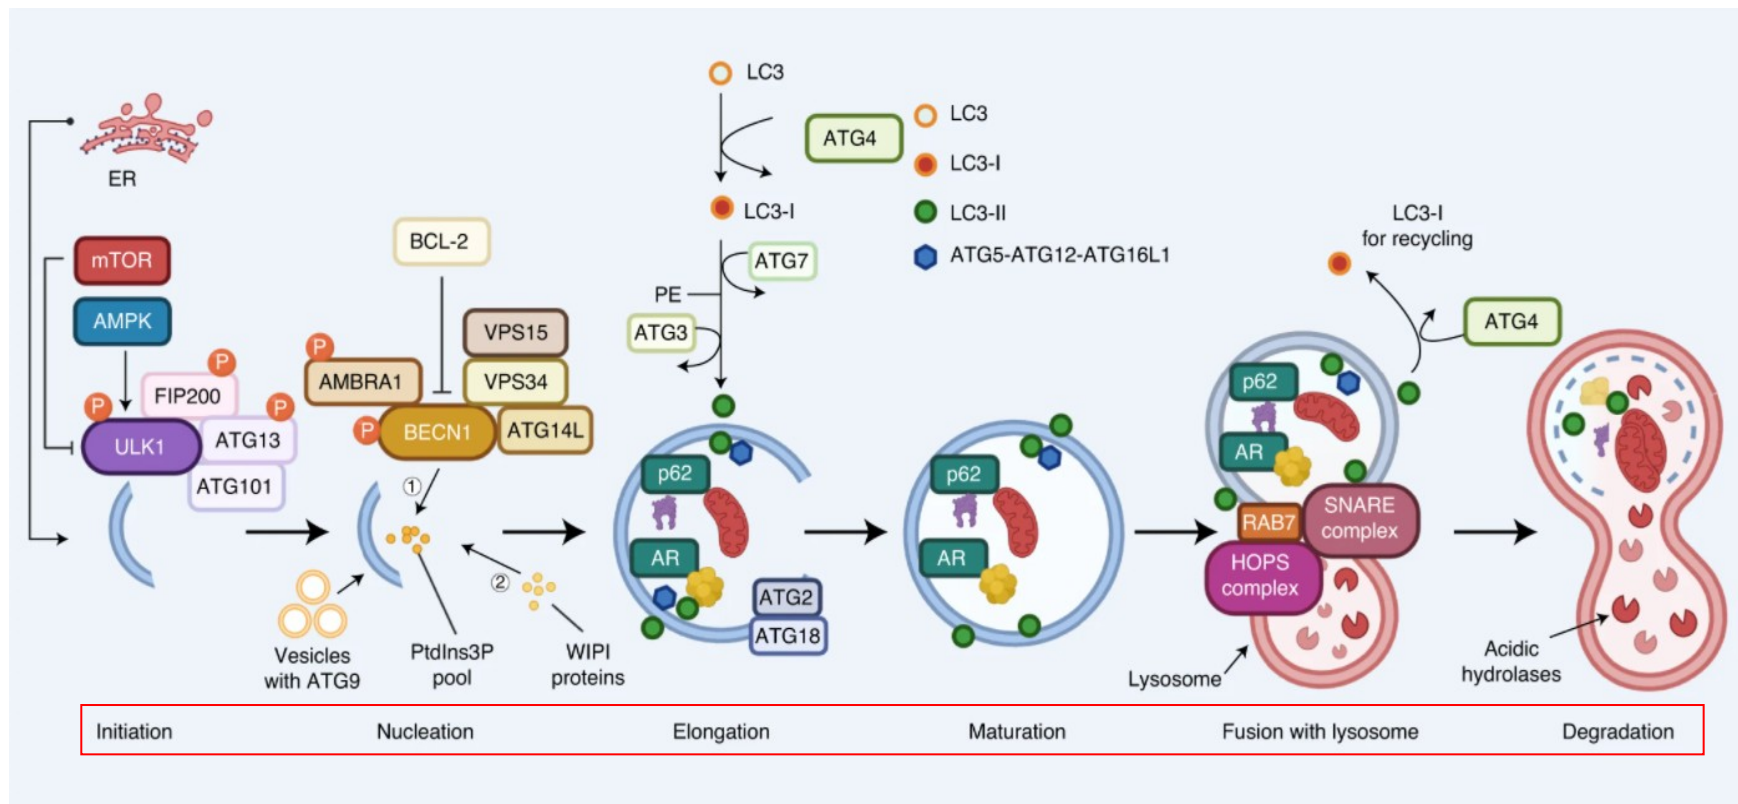 ER
mTOR
AMPK
P
FIP200
P
P
ULK1
ATG13
ATG101
BCL-2
P
AMBRA1
VPS15
VPS34
P
BECN1
ATG14L
①
②
Vesicles
with ATG9
PtdIns3P
pool
WIPI
proteins
LC3
ATG4
LC3-I
ATG7
PE
ATG3
LC3
LC3-I
LC3-II
ATG5-ATG12-ATG16L1
p62
AR
ATG2
ATG18
p62
AR
LC3-I
for recycling
ATG4
p62
AR
RAB7
SNARE
complex
HOPS
complex
Lysosome
Acidic
hydrolases
Initiation
Nucleation
Elongation
Maturation
Fusion with lysosome
Degradation